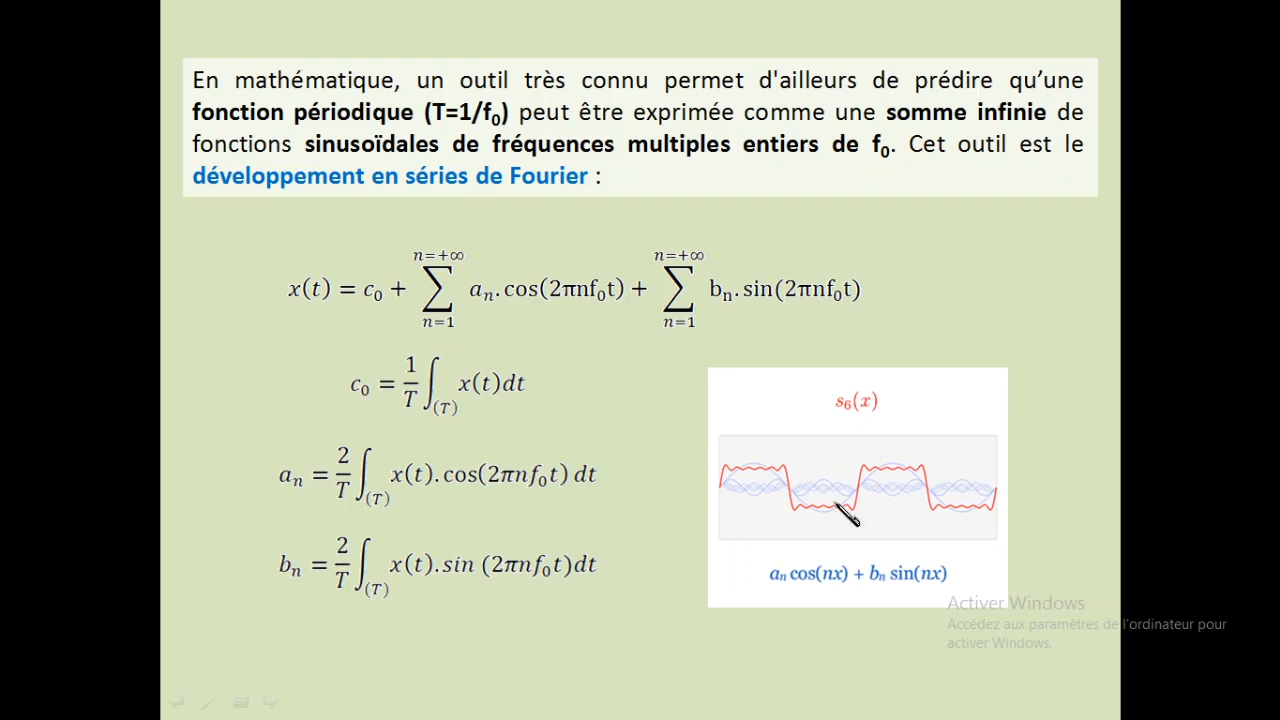 En mathématique, un outil très connu permet d'ailleurs de prédire qu’une
fonction périodique (T=1/f₀) peut être exprimée comme une somme infinie de
fonctions sinusoïdales de fréquences multiples entiers de f₀. Cet outil est le
développement en séries de Fourier :
x(t) = c₀ + ∑_{n=1}^{n=+∞} aₙ.cos(2πnf₀t) + ∑_{n=1}^{n=+∞} bₙ.sin(2πnf₀t)
c₀ = 1/T ∫_(T) x(t)dt
aₙ = 2/T ∫_(T) x(t).cos(2πnf₀t) dt
bₙ = 2/T ∫_(T) x(t).sin (2πnf₀t)dt
s₆(x)
aₙ cos(nx) + bₙ sin(nx)
Activer Windows
Accédez aux paramètres de l'ordinateur pour
activer Windows.